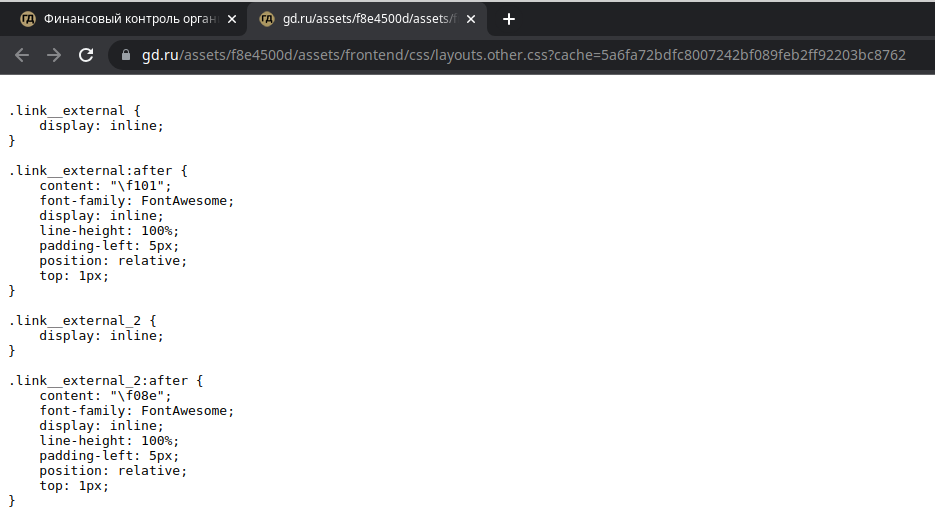 Финансовый контроль орган
gd.ru/assets/f8e4500d/assets/f
gd.ru/assets/f8e4500d/assets/frontend/css/layouts.other.css?cache=5a6fa72bdfc8007242bf089feb2ff92203bc8762
.link__external {
display: inline;
}
.link__external:after {
content: "\f101";
font-family: FontAwesome;
display: inline;
line-height: 100%;
padding-left: 5px;
position: relative;
top: 1px;
}
.link__external_2 {
display: inline;
}
.link__external_2:after {
content: "\f08e";
font-family: FontAwesome;
display: inline;
line-height: 100%;
padding-left: 5px;
position: relative;
top: 1px;
}